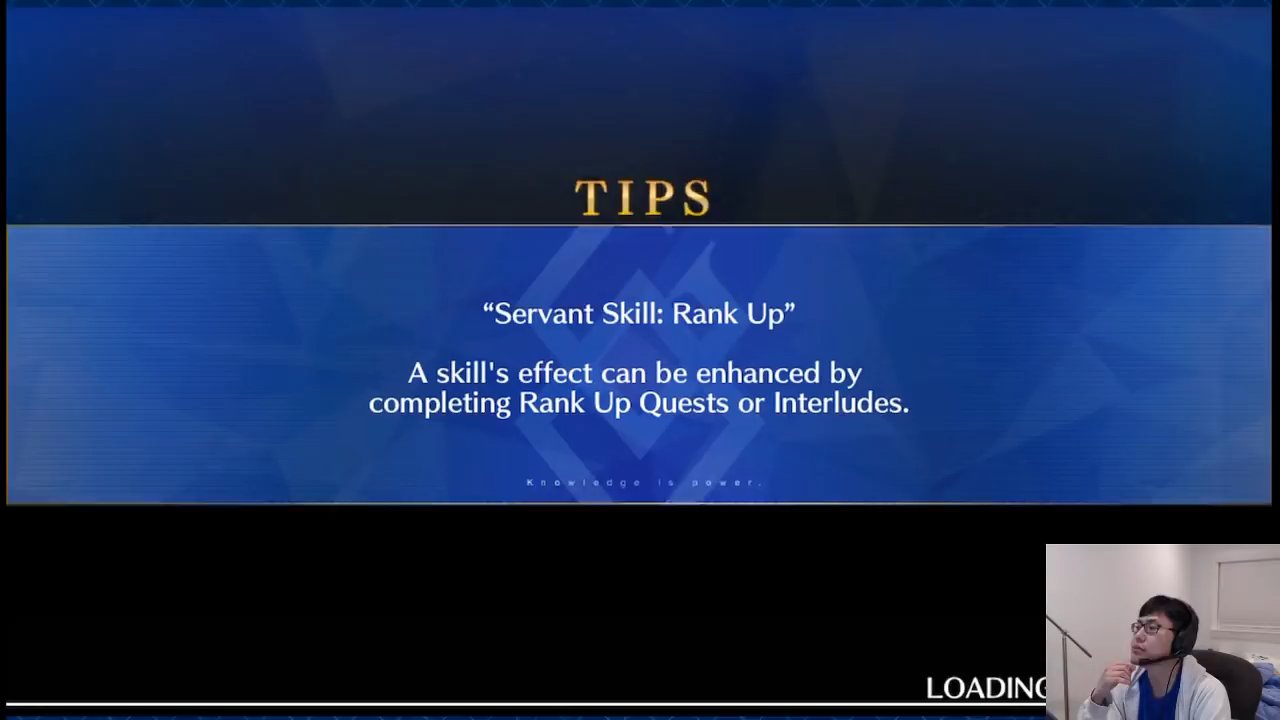 TIPS
“Servant Skill: Rank Up”
A skill's effect can be enhanced by
completing Rank Up Quests or Interludes.
Knowledge is power.
LOADING